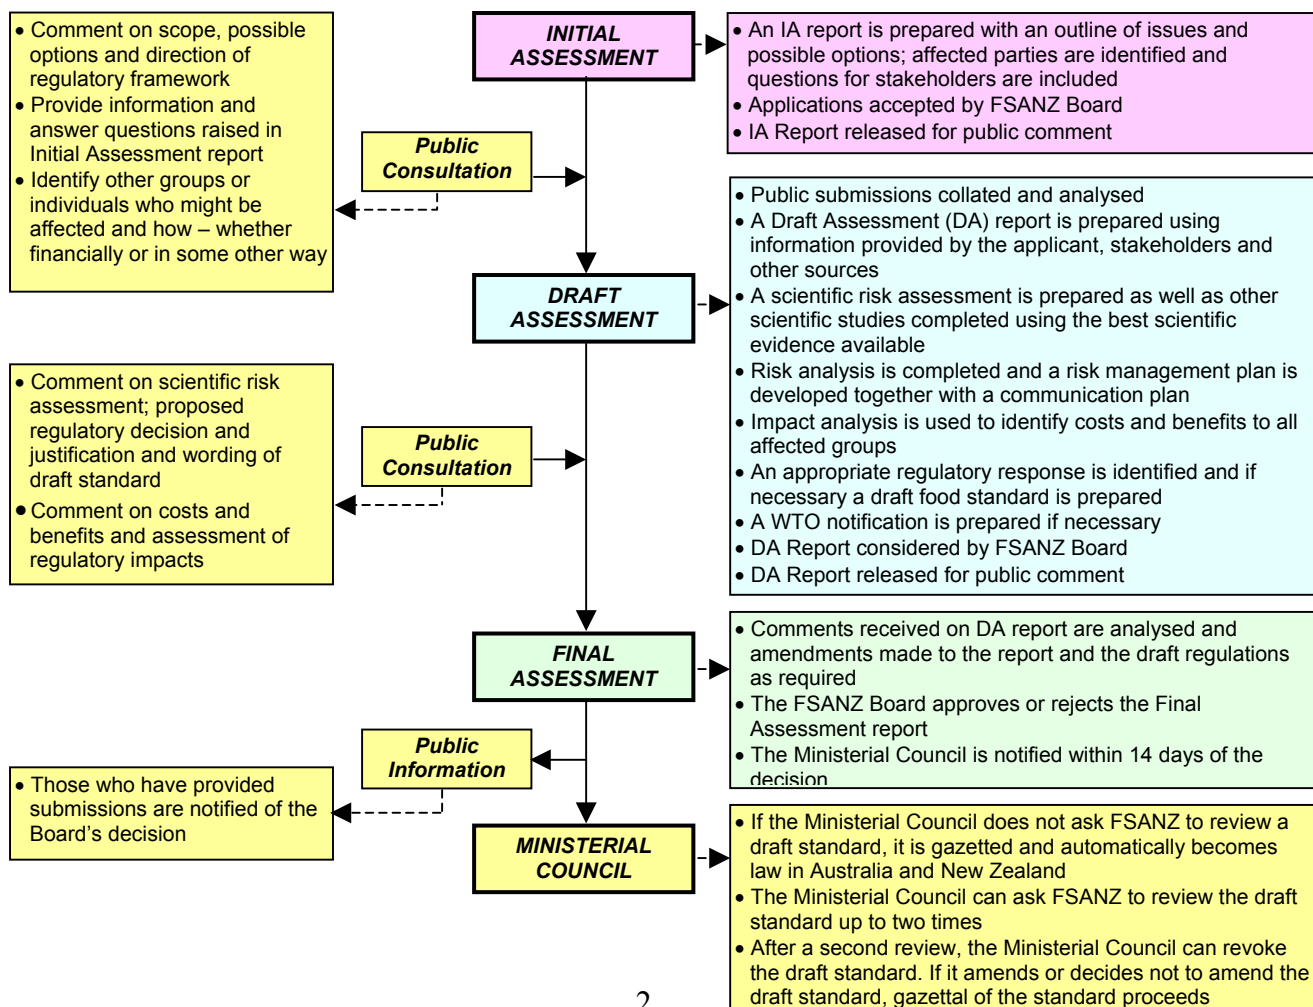 INITIAL
ASSESSMENT
• An IA report is prepared with an outline of issues and
possible options; affected parties are identified and
questions for stakeholders are included
• Applications accepted by FSANZ Board
• IA Report released for public comment
• Comment on scope, possible
options and direction of
regulatory framework
• Provide information and
answer questions raised in
Initial Assessment report
• Identify other groups or
individuals who might be
affected and how – whether
financially or in some other way
Public
Consultation
DRAFT
ASSESSMENT
• Public submissions collated and analysed
• A Draft Assessment (DA) report is prepared using
information provided by the applicant, stakeholders and
other sources
• A scientific risk assessment is prepared as well as other
scientific studies completed using the best scientific
evidence available
• Risk analysis is completed and a risk management plan is
developed together with a communication plan
• Impact analysis is used to identify costs and benefits to all
affected groups
• An appropriate regulatory response is identified and if
necessary a draft food standard is prepared
• A WTO notification is prepared if necessary
• DA Report considered by FSANZ Board
• DA Report released for public comment
• Comment on scientific risk
assessment; proposed
regulatory decision and
justification and wording of
draft standard
• Comment on costs and
benefits and assessment of
regulatory impacts
Public
Consultation
FINAL
ASSESSMENT
• Comments received on DA report are analysed and
amendments made to the report and the draft regulations
as required
• The FSANZ Board approves or rejects the Final
Assessment report
• The Ministerial Council is notified within 14 days of the
decision
Public
Information
• Those who have provided
submissions are notified of the
Board's decision
MINISTERIAL
COUNCIL
• If the Ministerial Council does not ask FSANZ to review a
draft standard, it is gazetted and automatically becomes
law in Australia and New Zealand
• The Ministerial Council can ask FSANZ to review the draft
standard up to two times
• After a second review, the Ministerial Council can revoke
the draft standard. If it amends or decides not to amend the
draft standard, gazettal of the standard proceeds
2